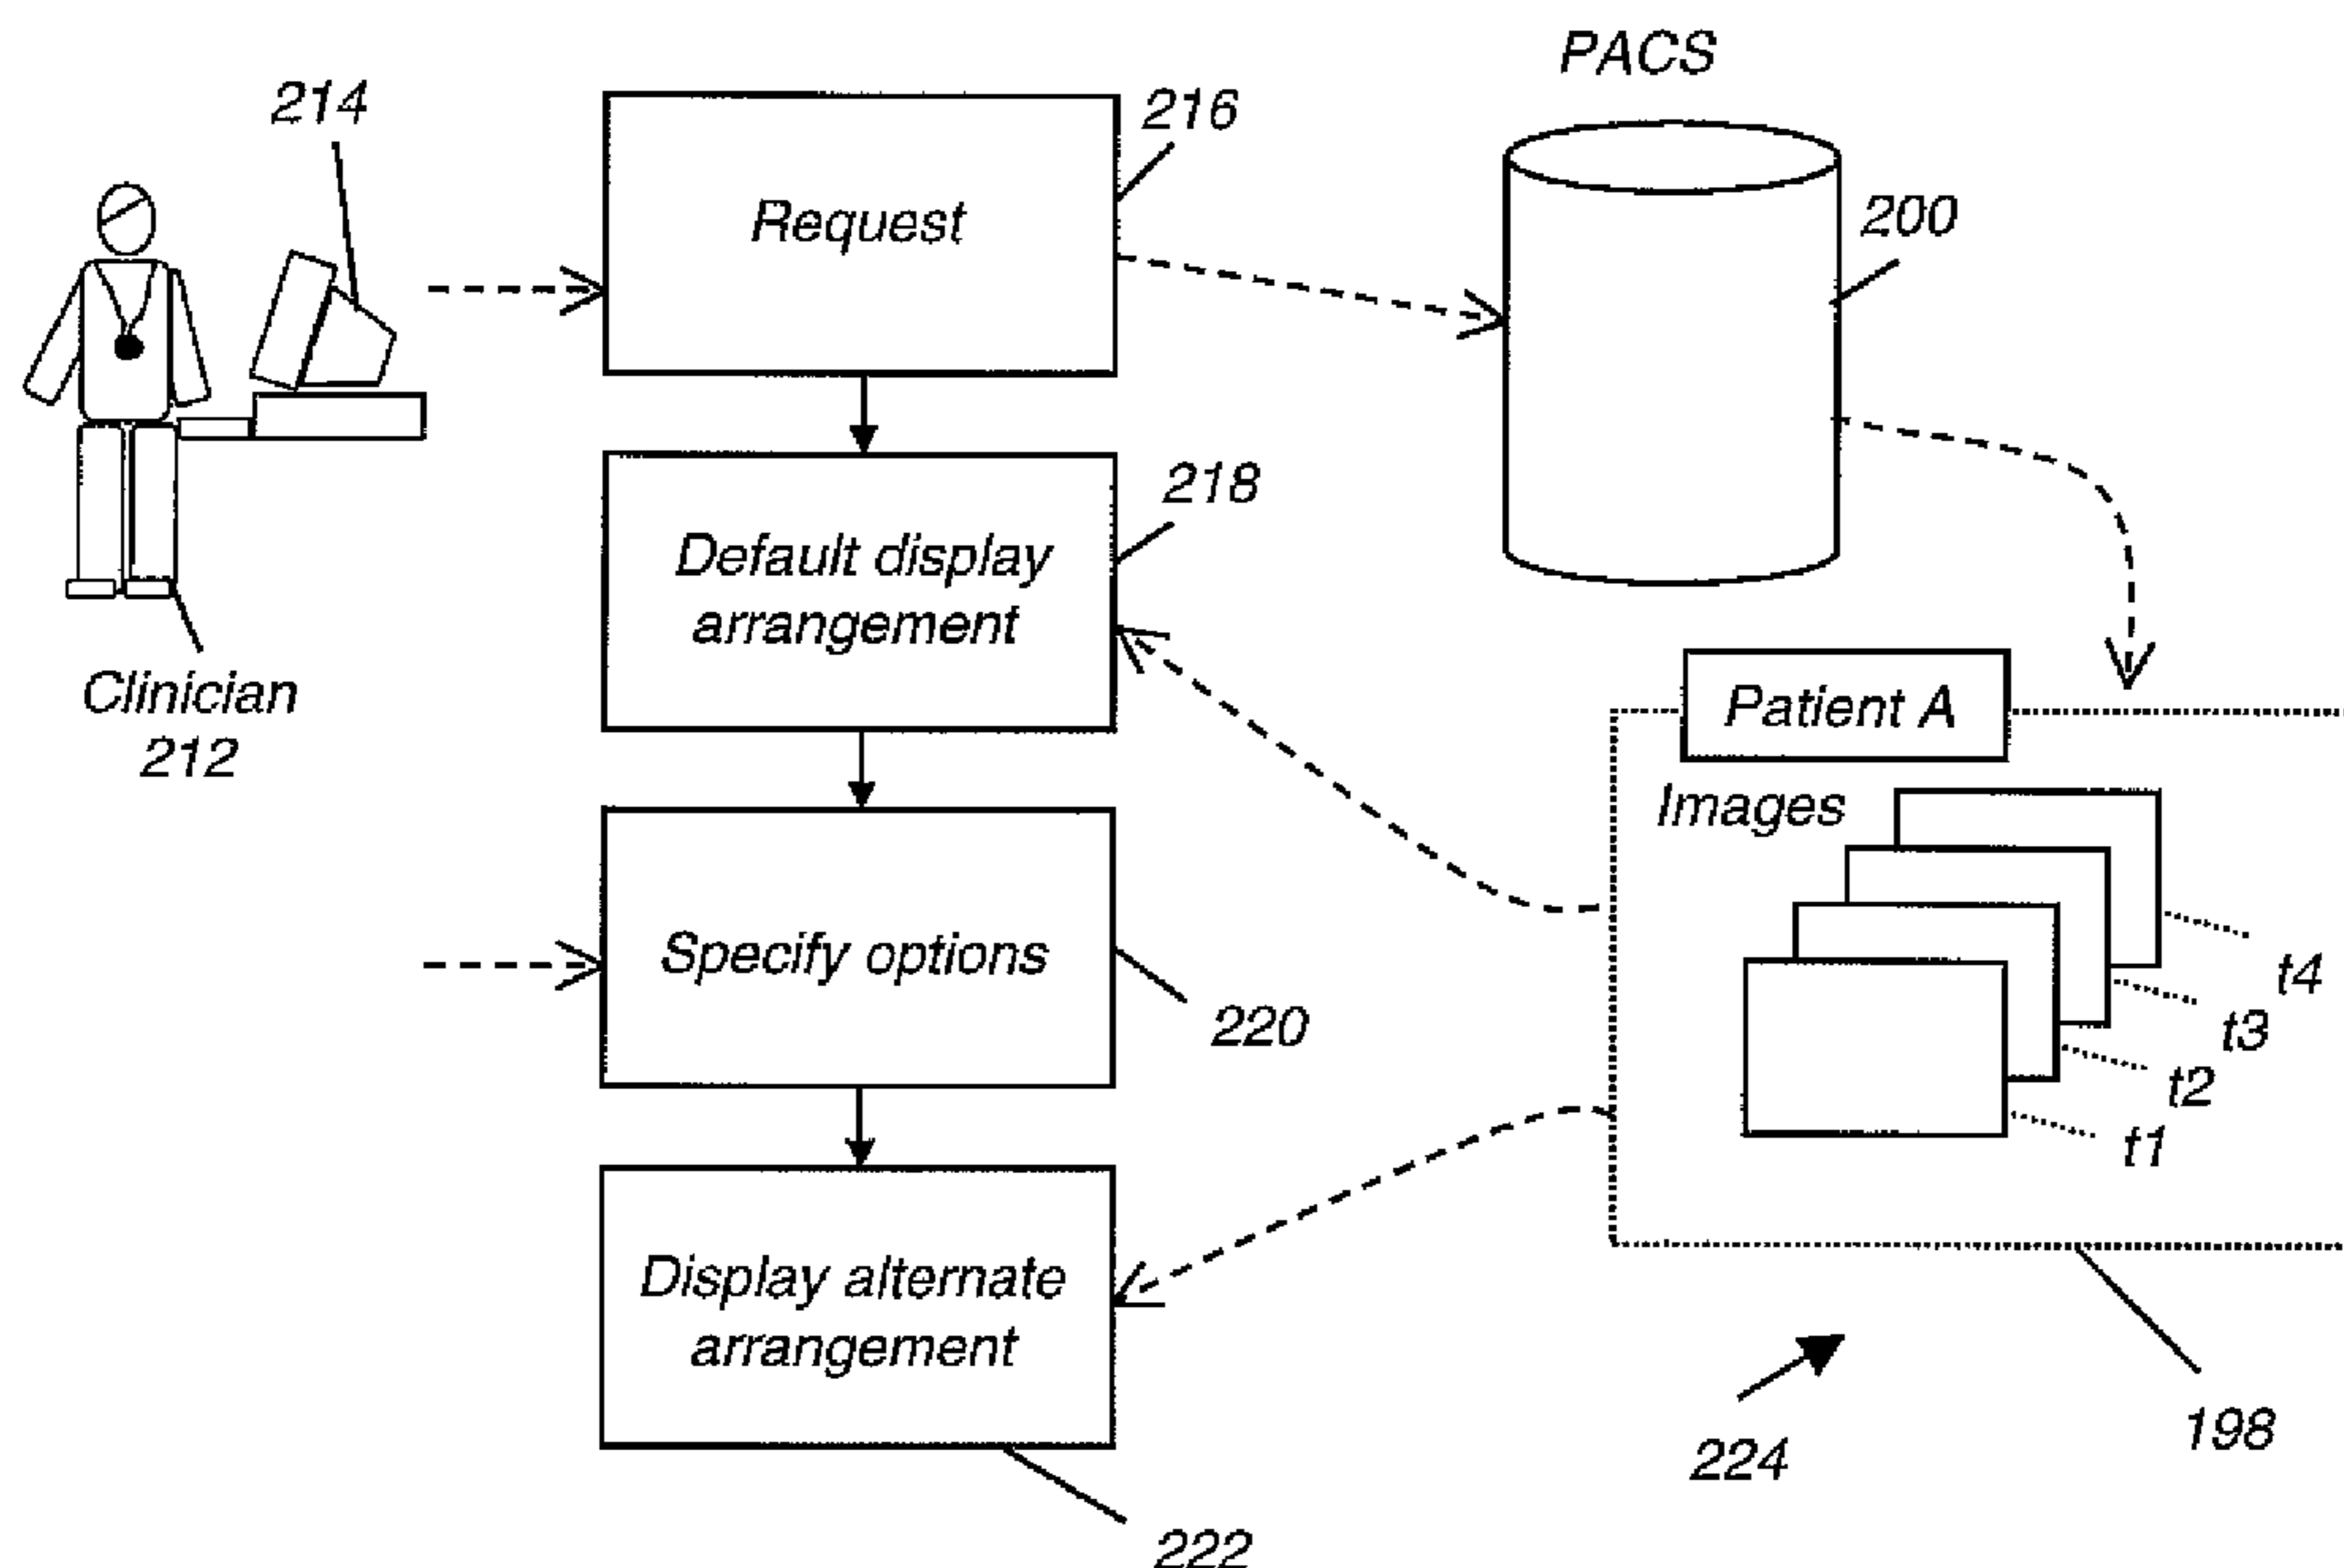 PACS
214
216
Request
200
218
Default display
arrangement
Clinician
212
Patient A
Images
Specify options
220
t4
t3
t2
t1
Display alternate
arrangement
224
198
222